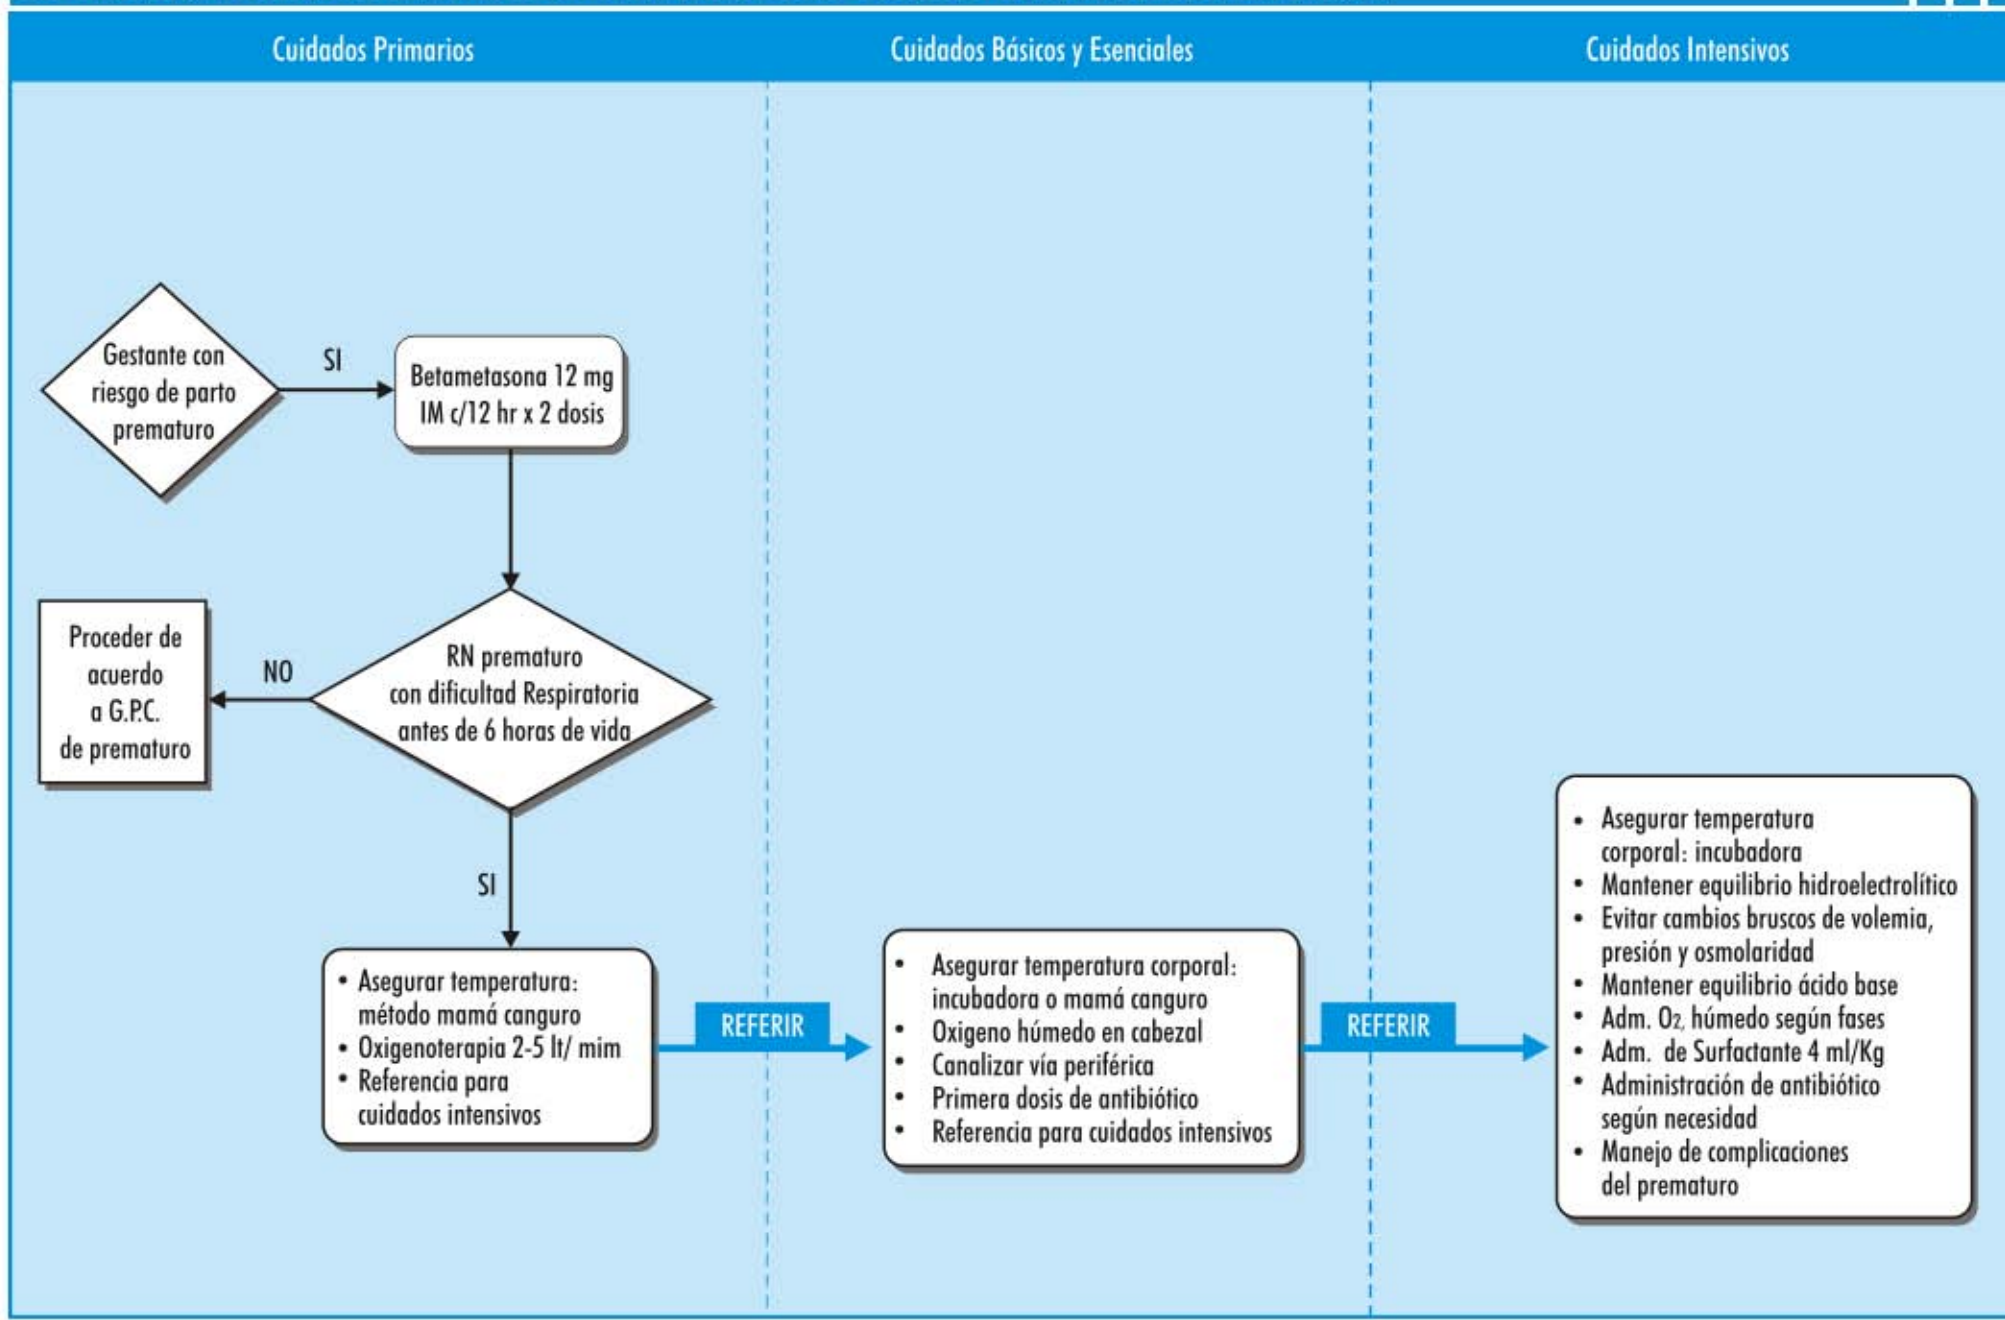 Cuidados Primarios
Cuidados Básicos y Esenciales
Cuidados Intensivos
Gestante con
riesgo de parto
prematuro
SI
Betametasona 12 mg
IM c/12 hr x 2 dosis
RN prematuro
con dificultad Respiratoria
antes de 6 horas de vida
NO
Proceder de
acuerdo
a G.P.C.
de prematuro
SI
• Asegurar temperatura:
método mamá canguro
• Oxigenoterapia 2-5 lt/ mim
• Referencia para
cuidados intensivos
REFERIR
• Asegurar temperatura corporal:
incubadora o mamá canguro
• Oxigeno húmedo en cabezal
• Canalizar vía periférica
• Primera dosis de antibiótico
• Referencia para cuidados intensivos
REFERIR
• Asegurar temperatura
corporal: incubadora
• Mantener equilibrio hidroelectrolítico
• Evitar cambios bruscos de volemia,
presión y osmolaridad
• Mantener equilibrio ácido base
• Adm. O2, húmedo según fases
• Adm. de Surfactante 4 ml/Kg
• Administración de antibiótico
según necesidad
• Manejo de complicaciones
del prematuro